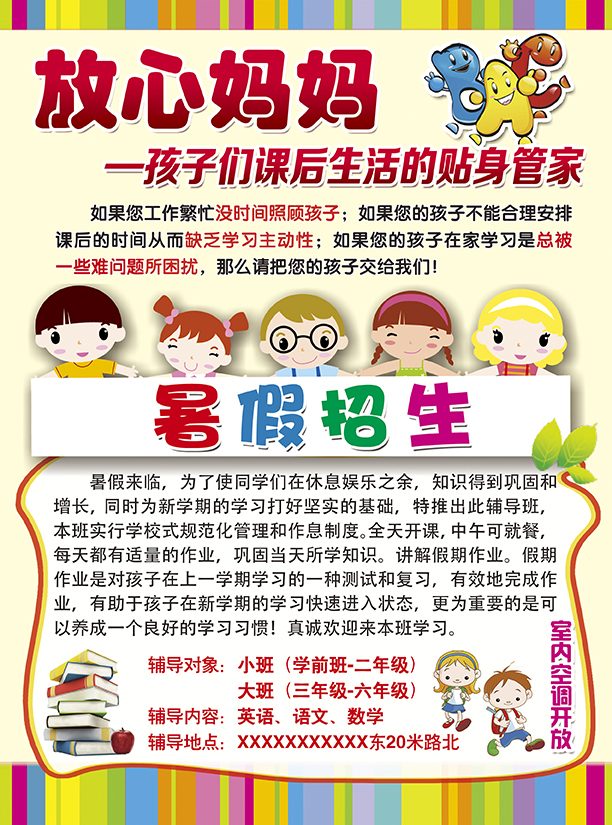 放心妈妈
BAC
—孩子们课后生活的贴身管家
如果您工作繁忙没时间照顾孩子；如果您的孩子不能合理安排
课后的时间从而缺乏学习主动性；如果您的孩子在家学习是总被
一些难问题所困扰，那么请把您的孩子交给我们！
暑假招生
暑假来临，为了使同学们在休息娱乐之余，知识得到巩固和
增长，同时为新学期的学习打好坚实的基础，特推出此辅导班，
本班实行学校式规范化管理和作息制度。全天开课，中午可就餐，
每天都有适量的作业，巩固当天所学知识。讲解假期作业。假期
作业是对孩子在上一学期学习的一种测试和复习，有效地完成作
业，有助于孩子在新学期的学习快速进入状态，更为重要的是可
以养成一个良好的学习习惯！真诚欢迎来本班学习。
辅导对象：小班（学前班-二年级）
大班（三年级-六年级）
辅导内容：英语、语文、数学
辅导地点：XXXXXXXXXXX东20米路北
室内空调开放